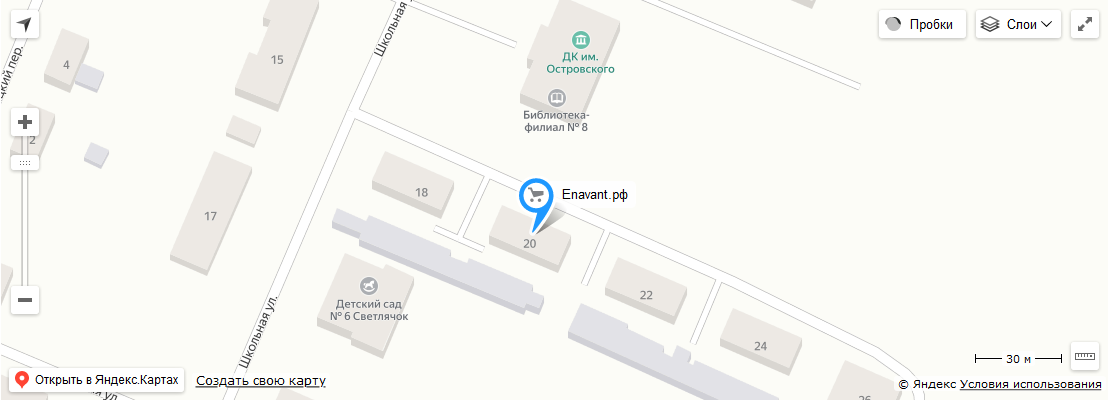 Школьная
Пробки
Слои
15
4
ДК им.
Островского
Библиотека-
филиал № 8
2
18
Enavant.рф
17
20
Детский сад
№ 6 Светлячок
22
Школьная ул.
24
30 м
Открыть в Яндекс.Картах
Создать свою карту
© Яндекс Условия использования
26